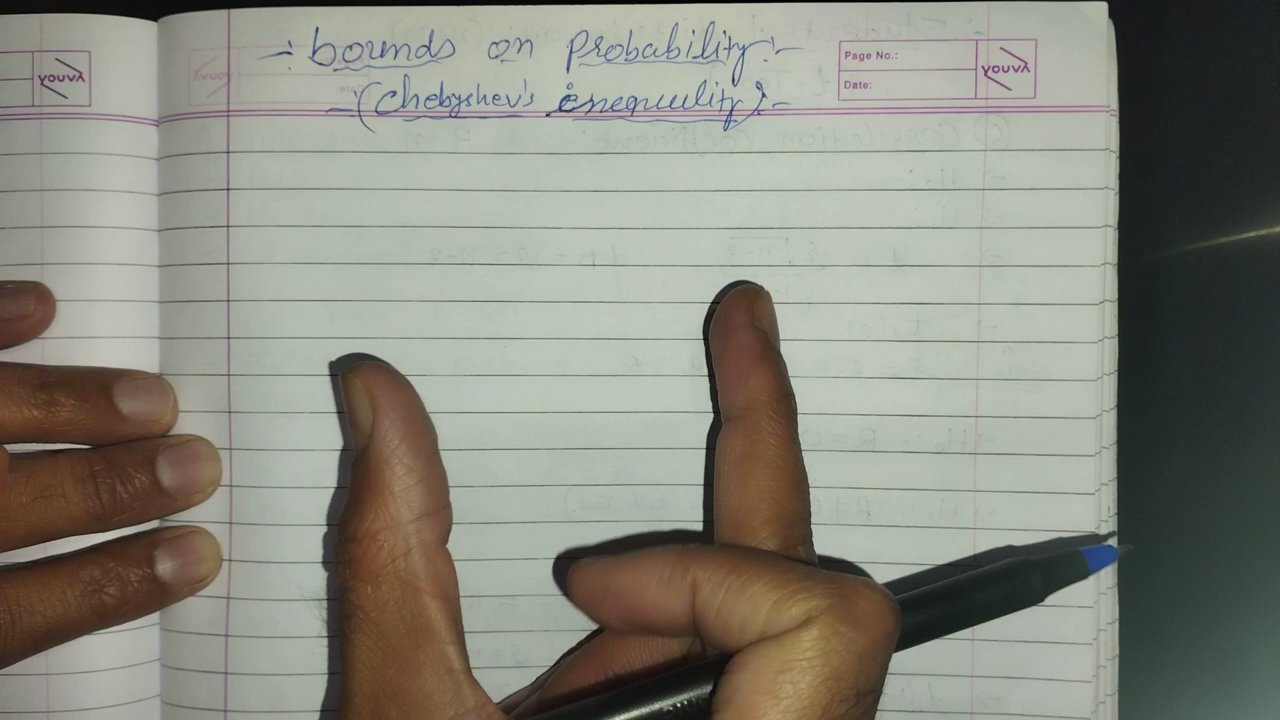 -: bounds on Probability:-
-(Chebyshev's inequality):-
Page No.:
Date:
YOUVA
YOUVA